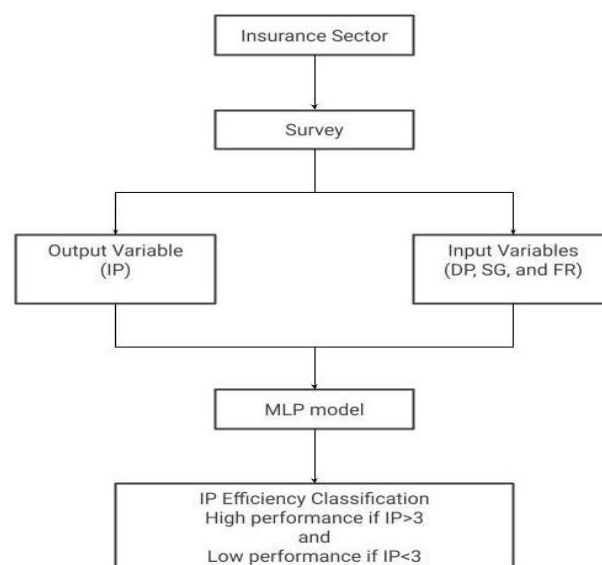 Insurance Sector
Survey
Output Variable
(IP)
Input Variables
(DP, SG, and FR)
MLP model
IP Efficiency Classification
High performance if IP>3
and
Low performance if IP<3